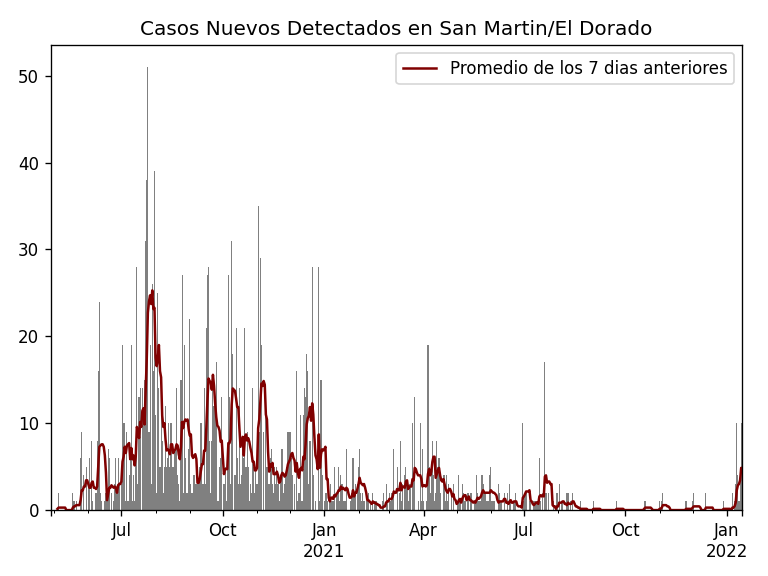 Casos Nuevos Detectados en San Martin/El Dorado
Promedio de los 7 dias anteriores
50
40
30
20
10
0
Jul
Oct
Jan
2021
Apr
Jul
Oct
Jan
2022